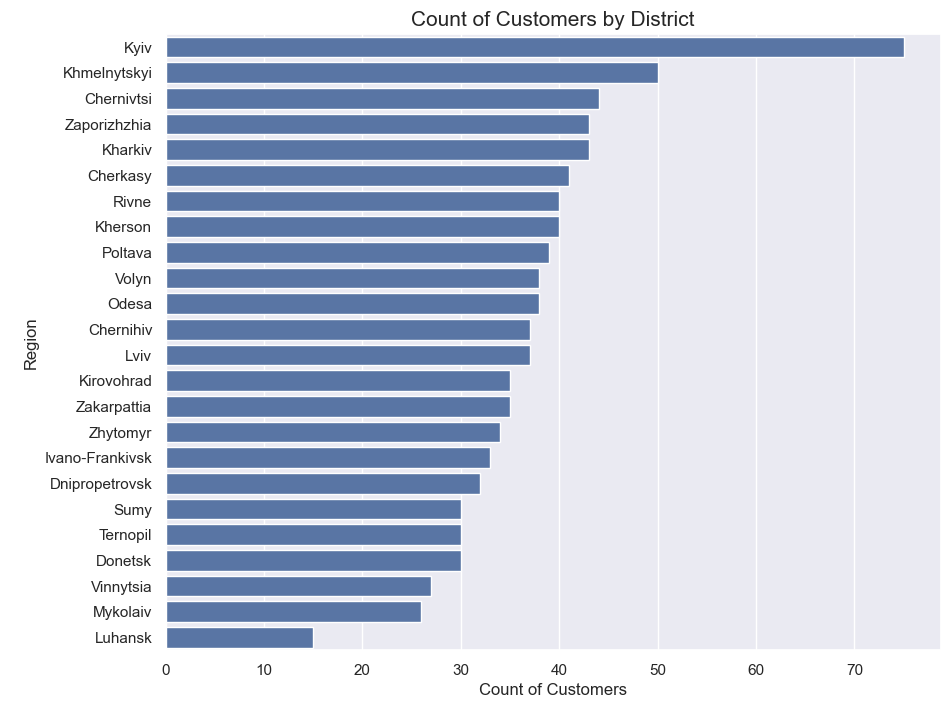 Count of Customers by District
Kyiv
Khmelnytskyi
Chernivtsi
Zaporizhzhia
Kharkiv
Cherkasy
Rivne
Kherson
Poltava
Volyn
Odesa
Chernihiv
Lviv
Kirovohrad
Zakarpattia
Zhytomyr
Ivano-Frankivsk
Dnipropetrovsk
Sumy
Ternopil
Donetsk
Vinnytsia
Mykolaiv
Luhansk
Region
0 10 20 30 40 50 60 70
Count of Customers